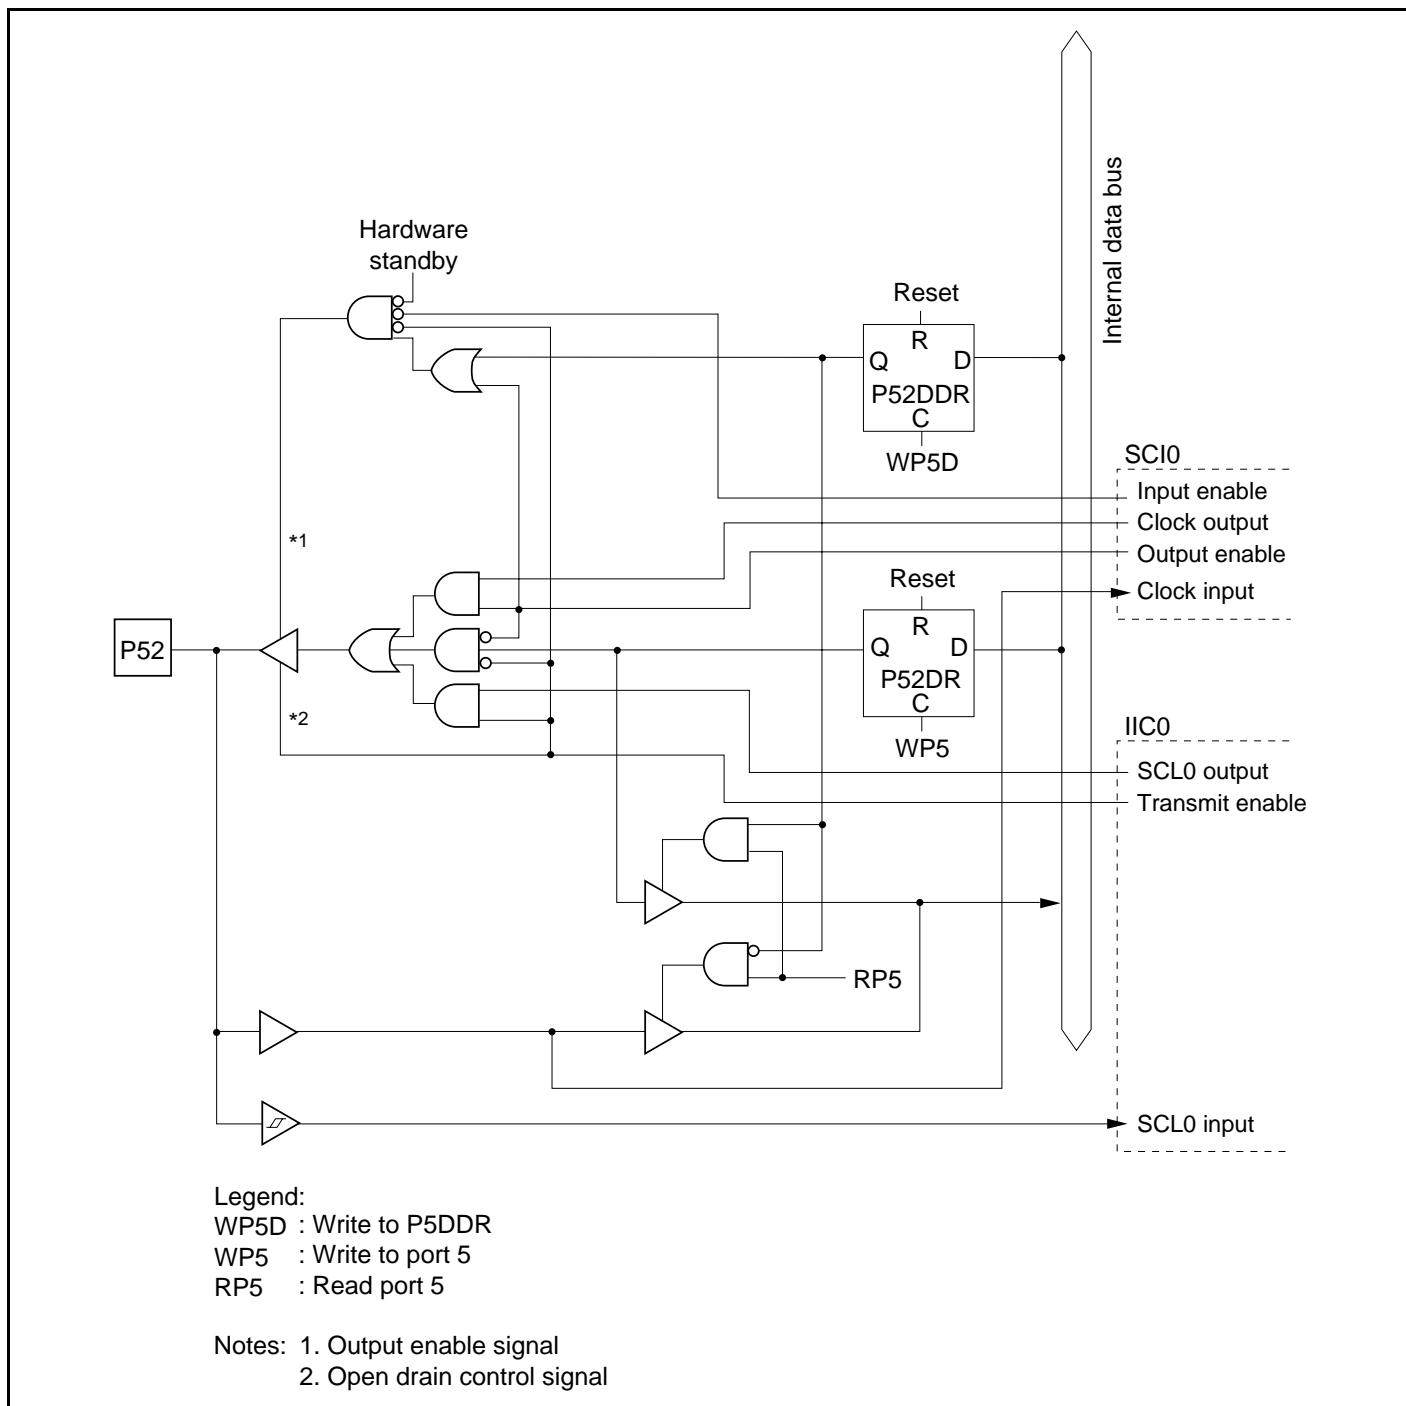 Internal data bus
Hardware
standby
Reset
R
Q D
P52DDR
C
WP5D
SCI0
Input enable
Clock output
Output enable
Clock input
*1
Reset
R
Q D
P52DR
C
WP5
P52
*2
IIC0
SCL0 output
Transmit enable
RP5
SCL0 input
Legend:
WP5D : Write to P5DDR
WP5 : Write to port 5
RP5 : Read port 5
Notes: 1. Output enable signal
2. Open drain control signal